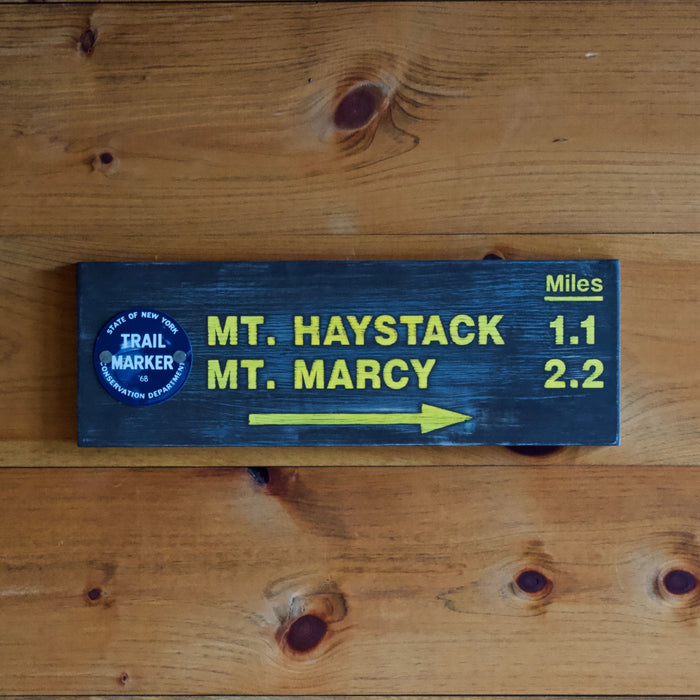 STATE OF NEW YORK
TRAIL
MARKER
'68
CONSERVATION DEPARTMENT
Miles
MT. HAYSTACK 1.1
MT. MARCY 2.2